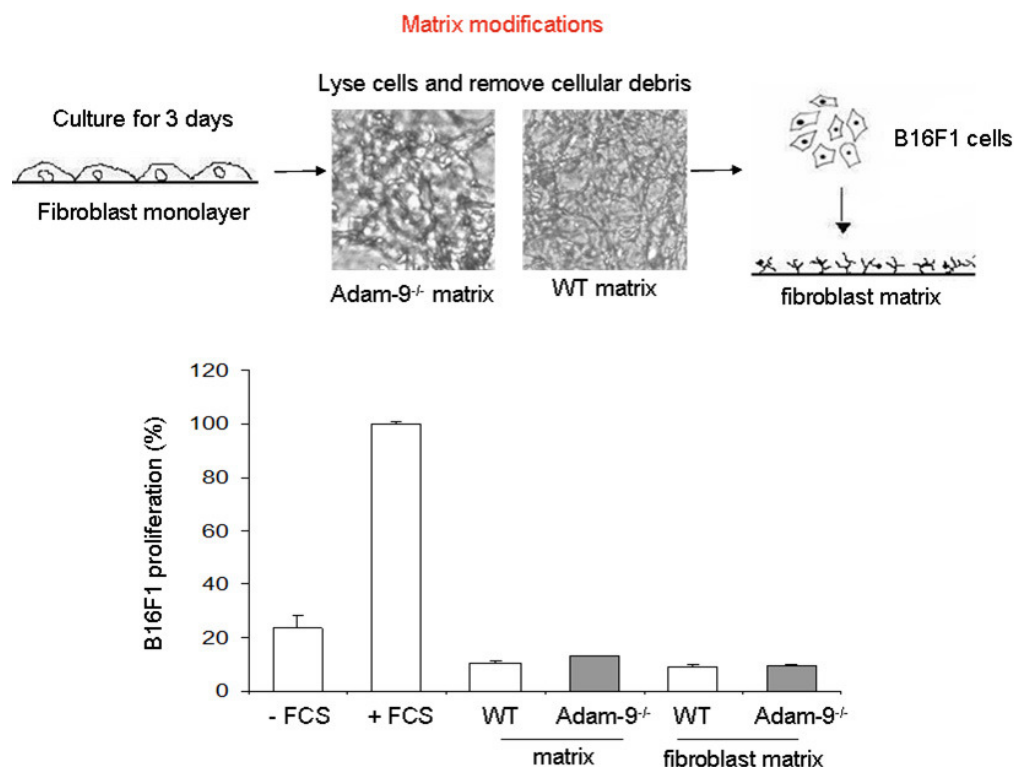 Matrix modifications
Lyse cells and remove cellular debris
Culture for 3 days
B16F1 cells
Fibroblast monolayer
Adam-9⁻/⁻ matrix
WT matrix
fibroblast matrix
B16F1 proliferation (%)
120
100
80
60
40
20
0
- FCS
+ FCS
WT
Adam-9⁻/⁻
WT
Adam-9⁻/⁻
matrix
fibroblast matrix